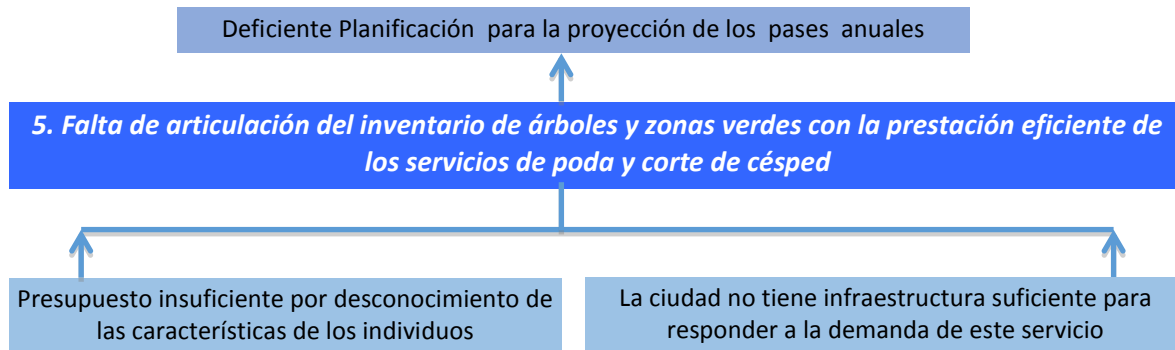 Deficiente Planificación para la proyección de los pases anuales
5. Falta de articulación del inventario de árboles y zonas verdes con la prestación eficiente de
los servicios de poda y corte de césped
Presupuesto insuficiente por desconocimiento de
las características de los individuos
La ciudad no tiene infraestructura suficiente para
responder a la demanda de este servicio